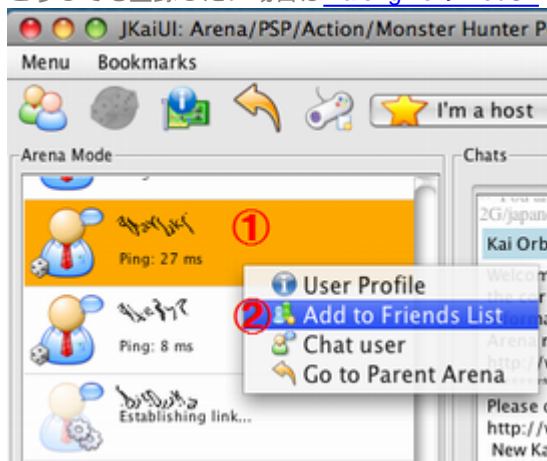 JKaiUI: Arena/PSP/Action/Monster Hunter P
Menu Bookmarks
I'm a host
Arena Mode
Chats
2G/japan
Kai Orb
①
Ping: 27 ms
Welcom
User Profile
② Add to Friends List
Ping: 8 ms
Chat user
Arena
http://
Go to Parent Arena
Establishing link...
Please
http://
New Ka